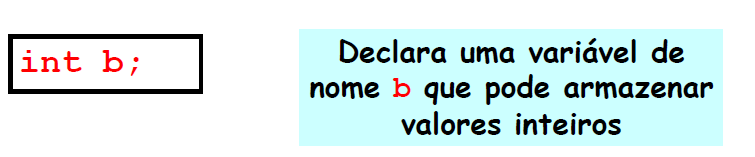 int b;
Declara uma variável de
nome b que pode armazenar
valores inteiros